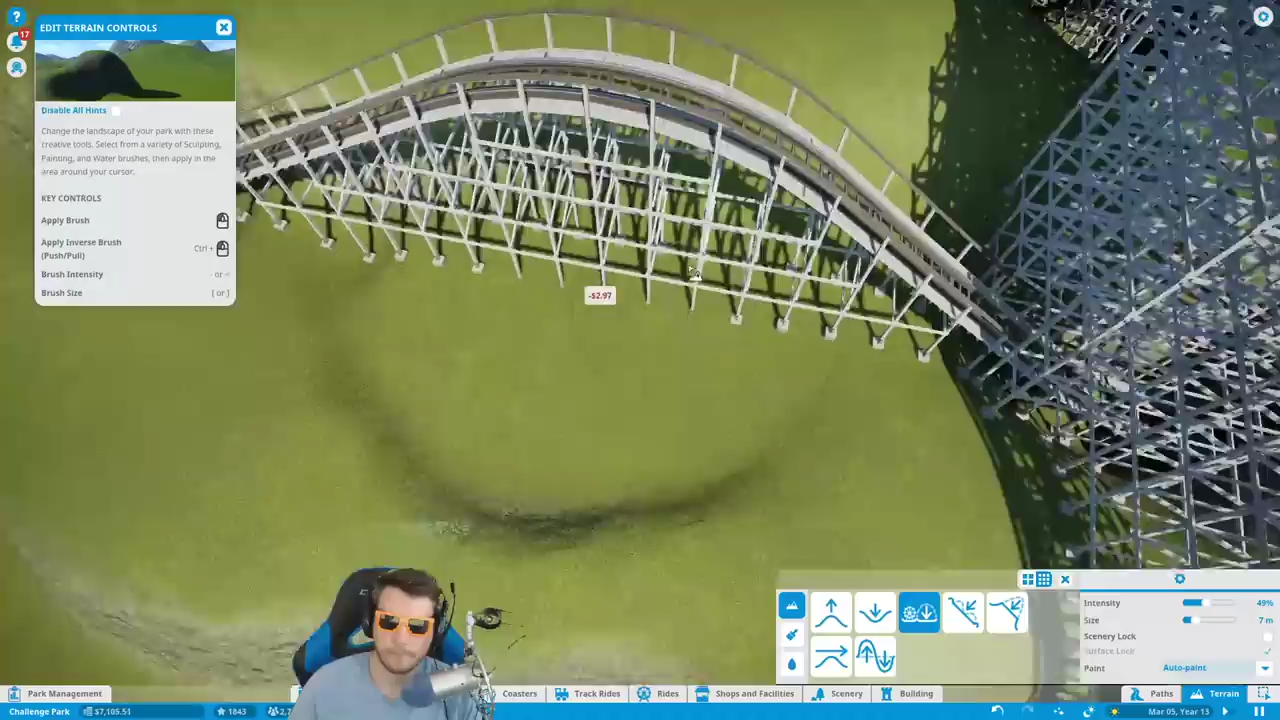 ?
EDIT TERRAIN CONTROLS
17
Disable All Hints
Change the landscape of your park with these
creative tools. Select from a variety of Sculpting,
Painting, and Water brushes, then apply in the
area around your cursor.
KEY CONTROLS
Apply Brush
Apply Inverse Brush
(Push/Pull)
Ctrl +
Brush Intensity
- or =
Brush Size
[ or ]
-$2.97
Intensity
49%
Size
7 m
Scenery Lock
Surface Lock
Paint
Auto-paint
Park Management
Coasters
Track Rides
Rides
Shops and Facilities
Scenery
Building
Paths
Terrain
Challenge Park
$7,105.51
1843
Mar 05, Year 13